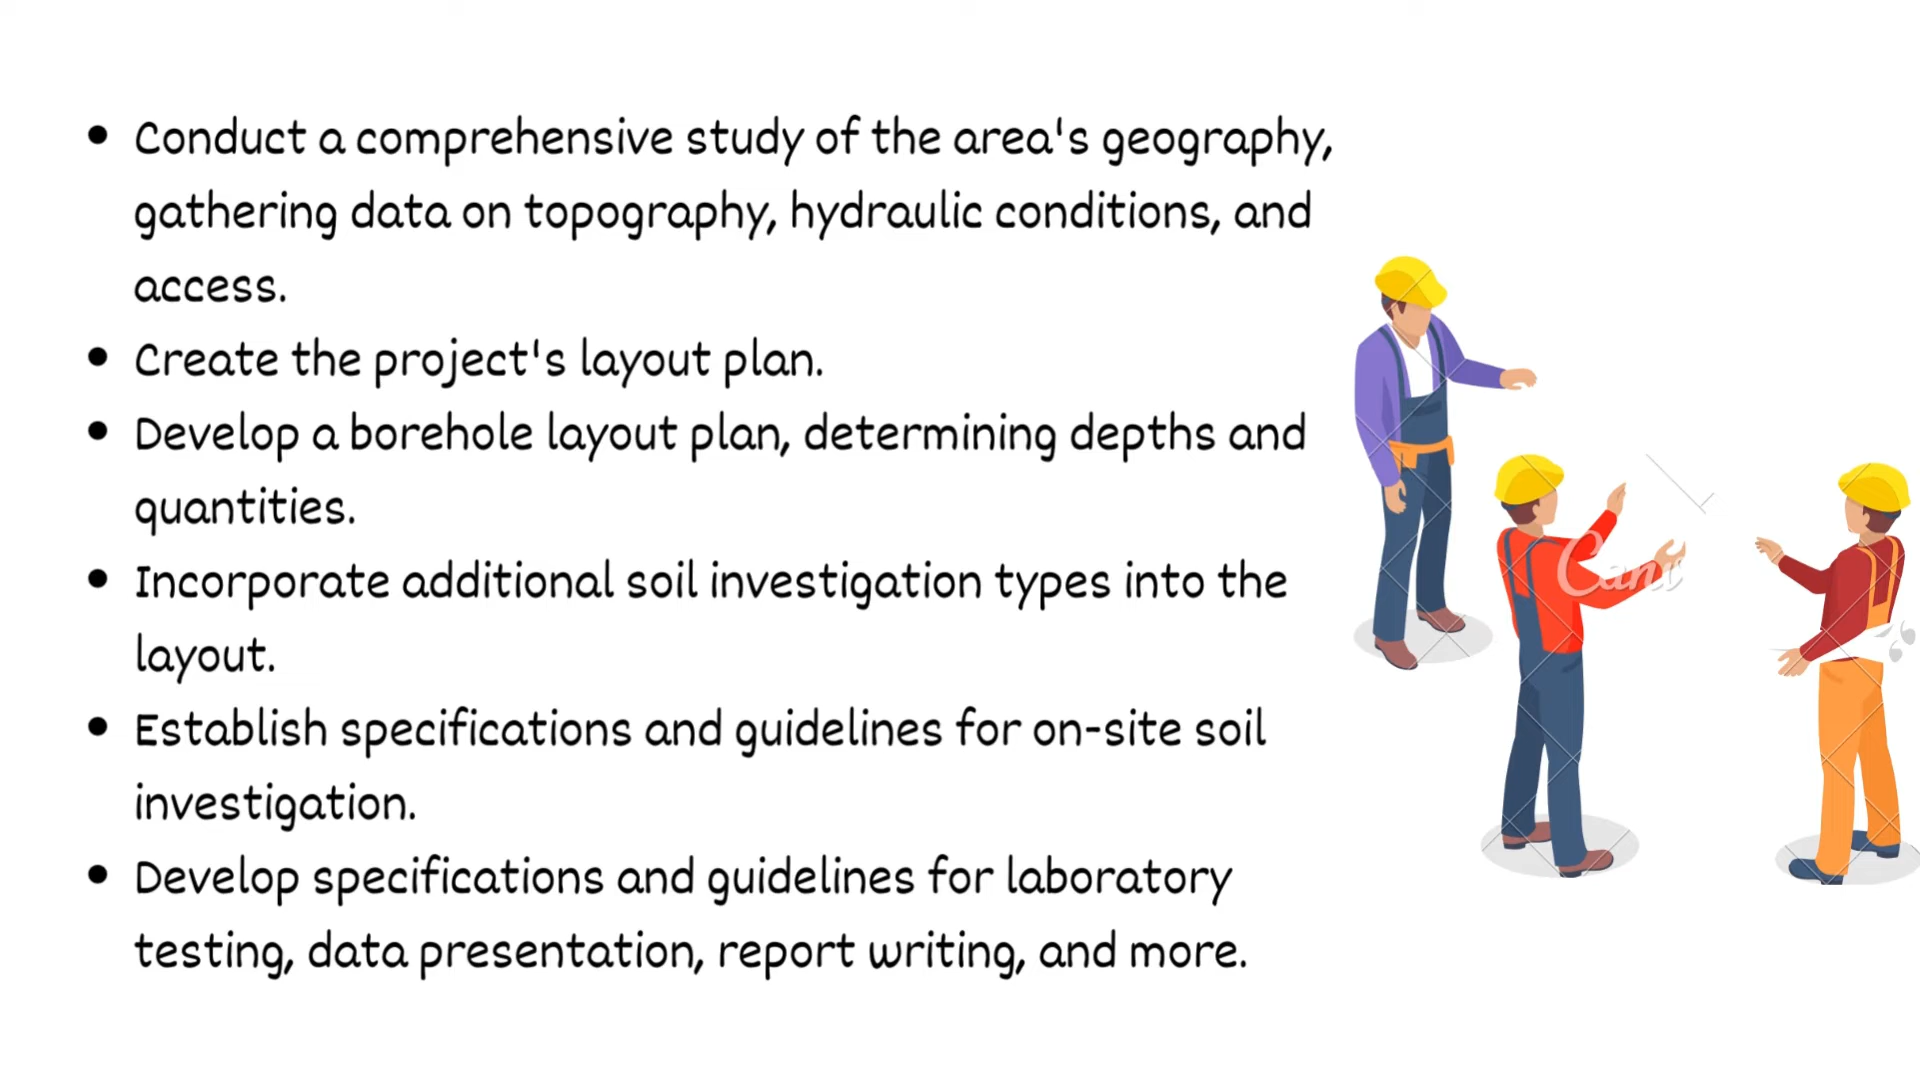 • Conduct a comprehensive study of the area's geography,
gathering data on topography, hydraulic conditions, and
access.
• Create the project's layout plan.
• Develop a borehole layout plan, determining depths and
quantities.
• Incorporate additional soil investigation types into the
layout.
• Establish specifications and guidelines for on-site soil
investigation.
• Develop specifications and guidelines for laboratory
testing, data presentation, report writing, and more.